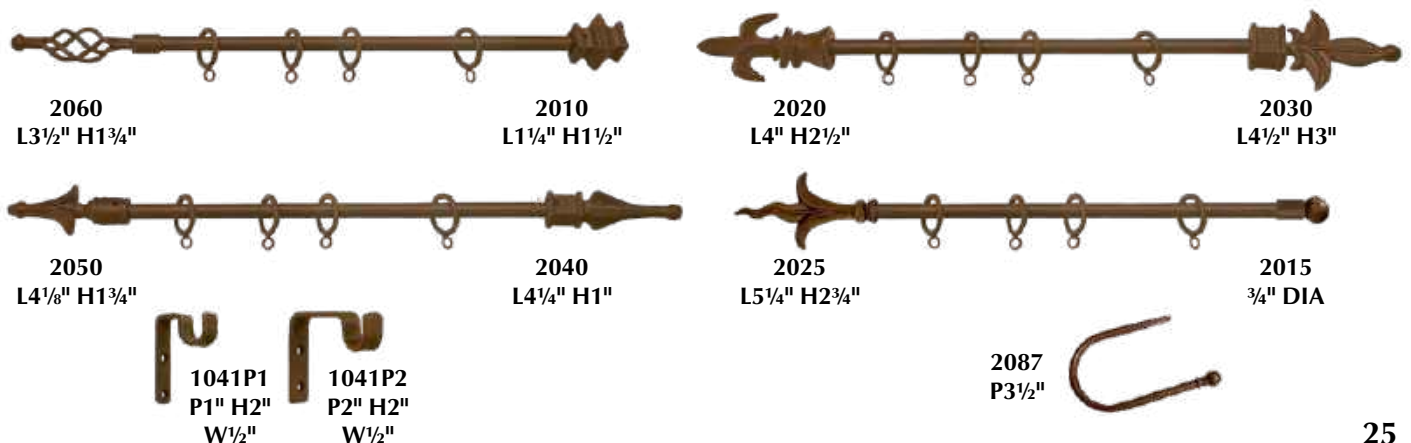 2060
L3½" H1¾"
2010
L1¼" H1½"
2020
L4" H2½"
2030
L4½" H3"
2050
L4⅛" H1¾"
2040
L4¼" H1"
2025
L5¼" H2¾"
2015
¾" DIA
1041P1
P1" H2"
W½"
1041P2
P2" H2"
W½"
2087
P3½"
25